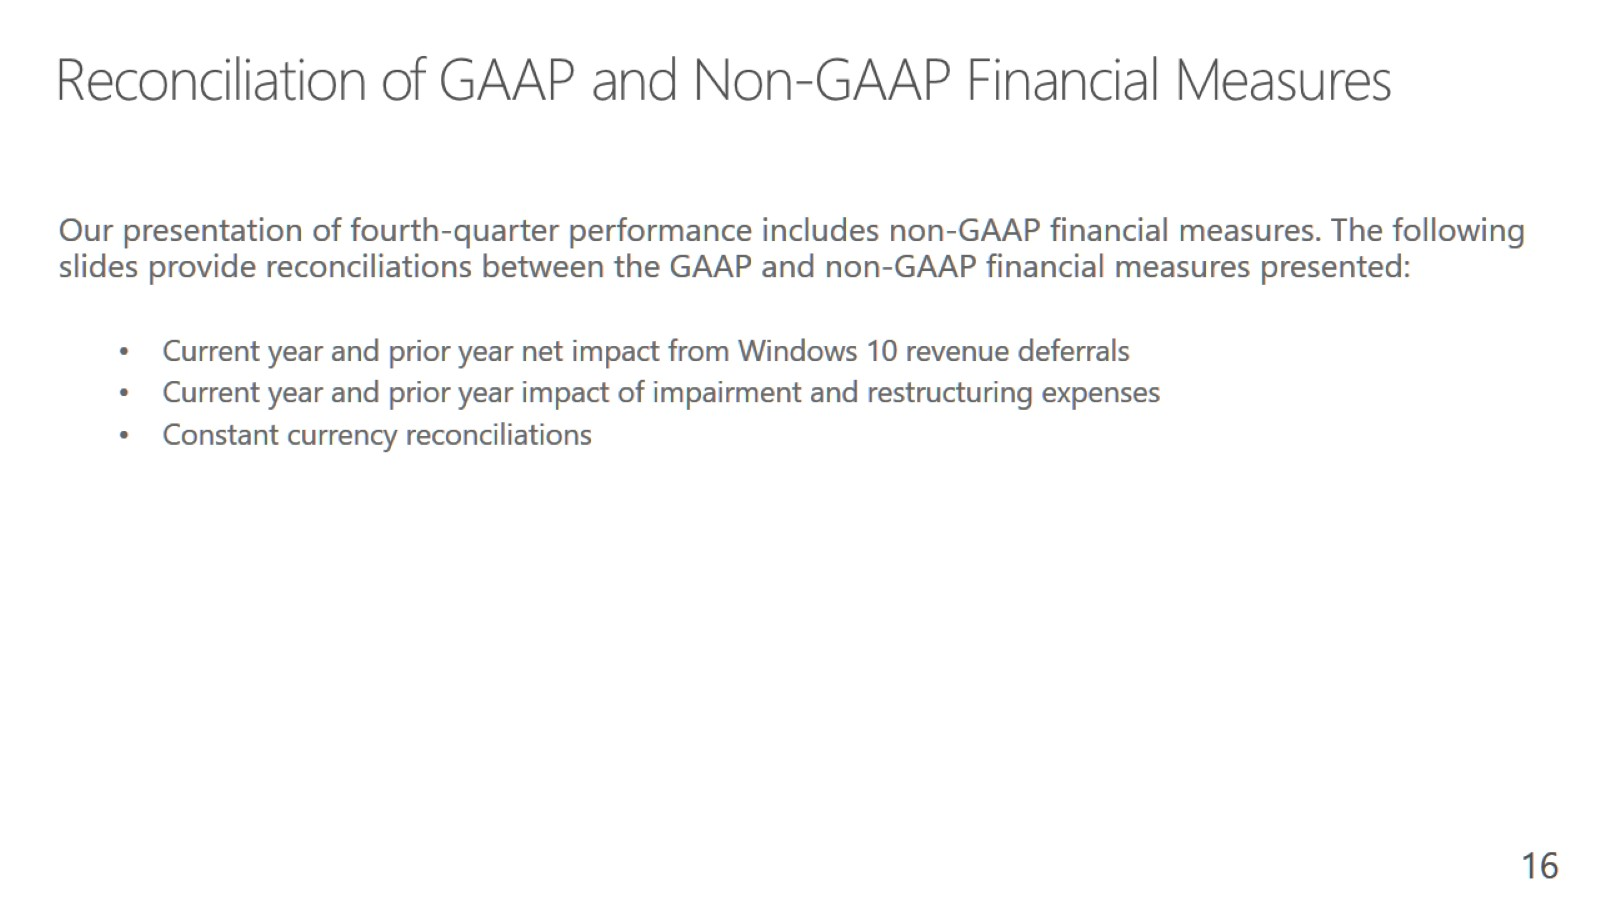 Reconciliation of GAAP and Non-GAAP Financial Measures
Our presentation of fourth-quarter performance includes non-GAAP financial measures. The following
slides provide reconciliations between the GAAP and non-GAAP financial measures presented:
• Current year and prior year net impact from Windows 10 revenue deferrals
• Current year and prior year impact of impairment and restructuring expenses
• Constant currency reconciliations
16